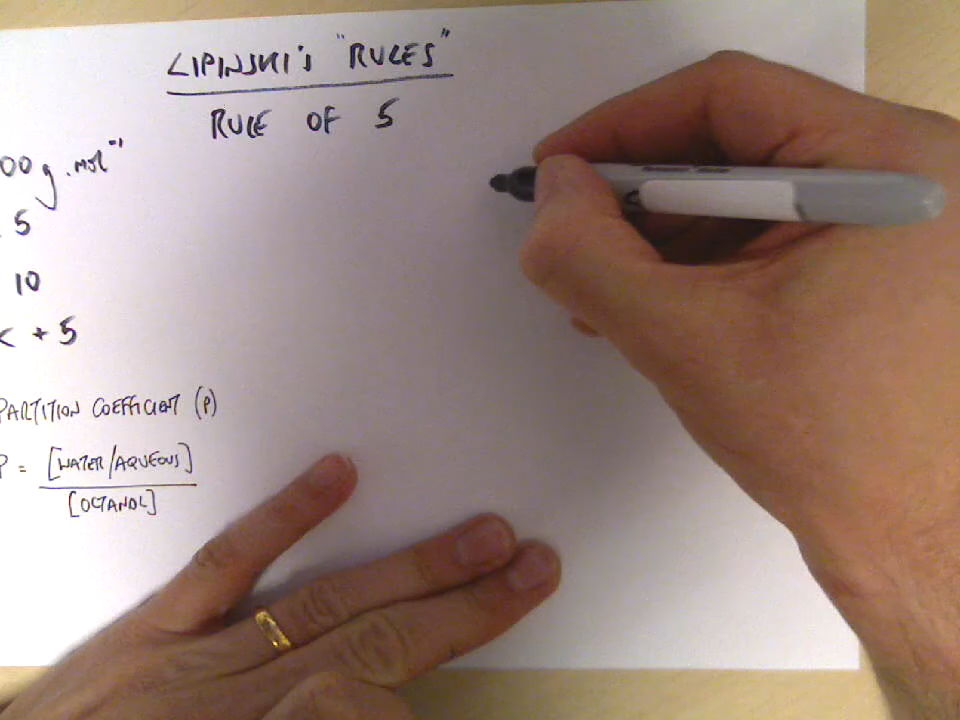 LIPINSKI'S "RULES"
RULE OF 5
00 g.mol⁻¹
5
10
< + 5
PARTITION COEFFICIENT (P)
P = [WATER/AQUEOUS]
[OCTANOL]